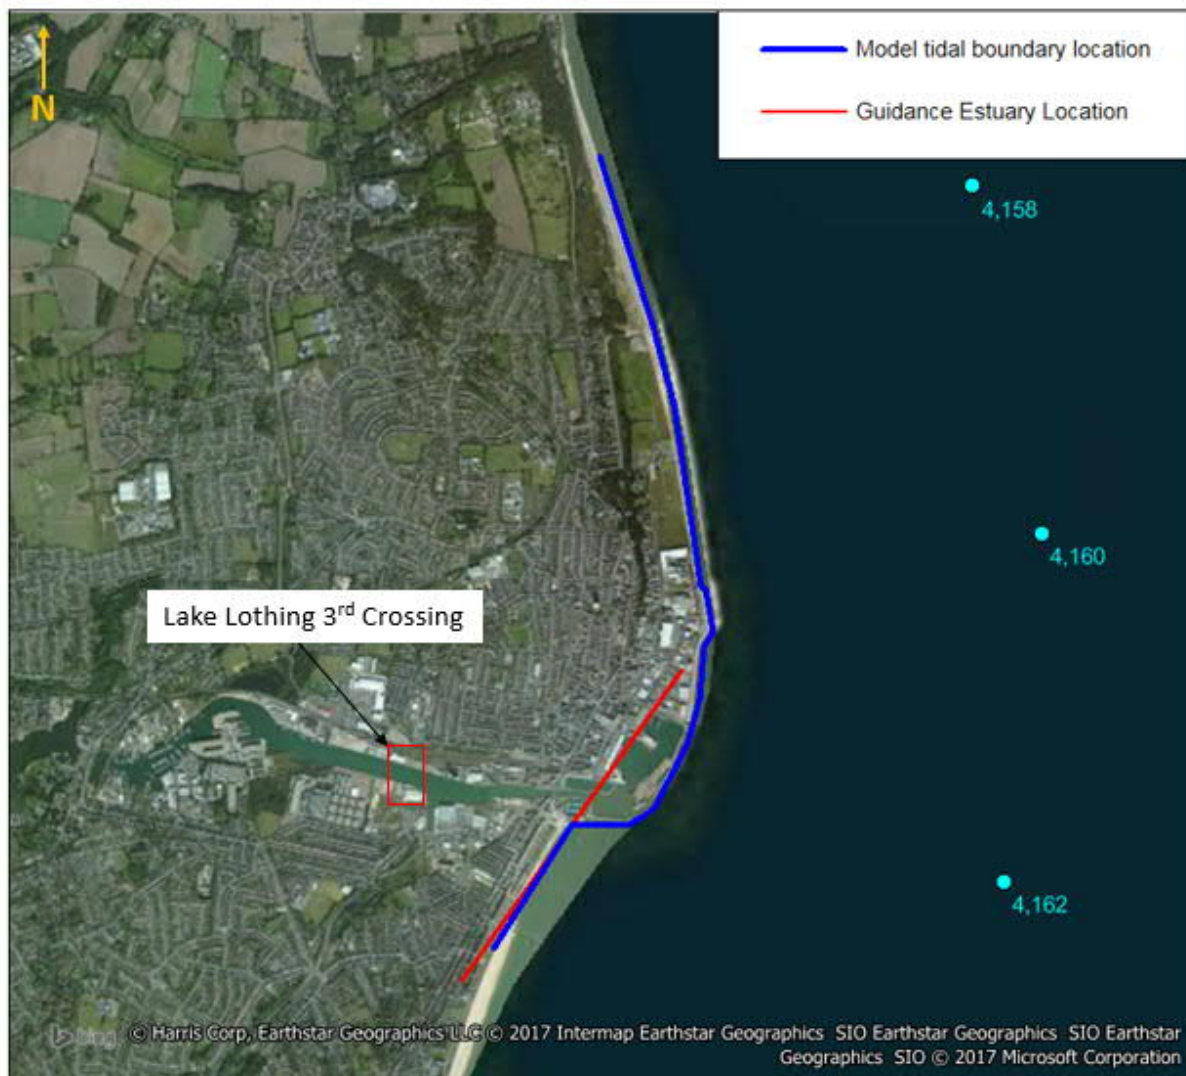 Model tidal boundary location
N
Guidance Estuary Location
4,158
4,160
Lake Lothing 3rd Crossing
4,162
bing © Harris Corp, Earthstar Geographics LLC © 2017 Intermap Earthstar Geographics SIO Earthstar Geographics SIO Earthstar
Geographics SIO © 2017 Microsoft Corporation